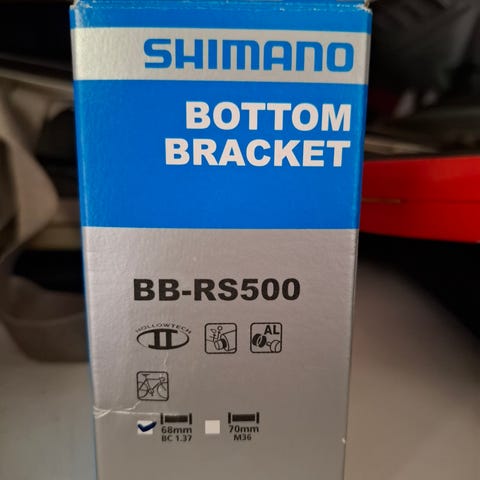 SHIMANO
BOTTOM
BRACKET
BB-RS500
HOLLOWTECH
II
AL
68mm
BC 1.37
70mm
M36